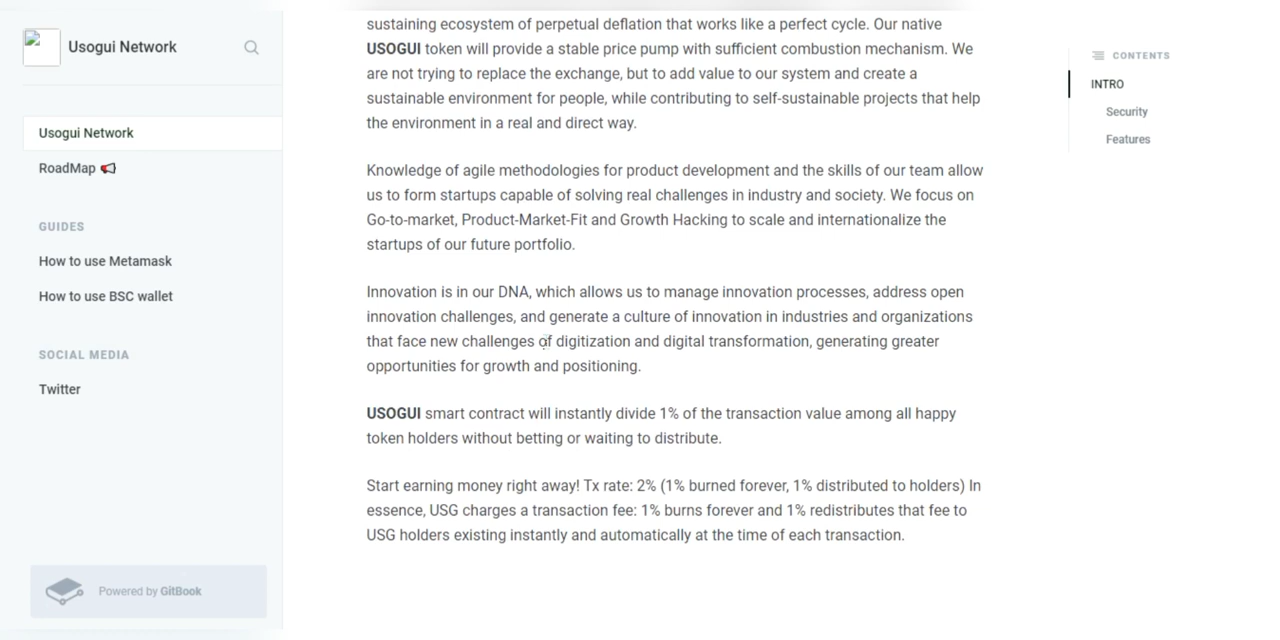 Usogui Network
Usogui Network
RoadMap
GUIDES
How to use Metamask
How to use BSC wallet
SOCIAL MEDIA
Twitter
Powered by GitBook
sustaining ecosystem of perpetual deflation that works like a perfect cycle. Our native
USOGUI token will provide a stable price pump with sufficient combustion mechanism. We
are not trying to replace the exchange, but to add value to our system and create a
sustainable environment for people, while contributing to self-sustainable projects that help
the environment in a real and direct way.
Knowledge of agile methodologies for product development and the skills of our team allow
us to form startups capable of solving real challenges in industry and society. We focus on
Go-to-market, Product-Market-Fit and Growth Hacking to scale and internationalize the
startups of our future portfolio.
Innovation is in our DNA, which allows us to manage innovation processes, address open
innovation challenges, and generate a culture of innovation in industries and organizations
that face new challenges of digitization and digital transformation, generating greater
opportunities for growth and positioning.
USOGUI smart contract will instantly divide 1% of the transaction value among all happy
token holders without betting or waiting to distribute.
Start earning money right away! Tx rate: 2% (1% burned forever, 1% distributed to holders) In
essence, USG charges a transaction fee: 1% burns forever and 1% redistributes that fee to
USG holders existing instantly and automatically at the time of each transaction.
CONTENTS
INTRO
Security
Features